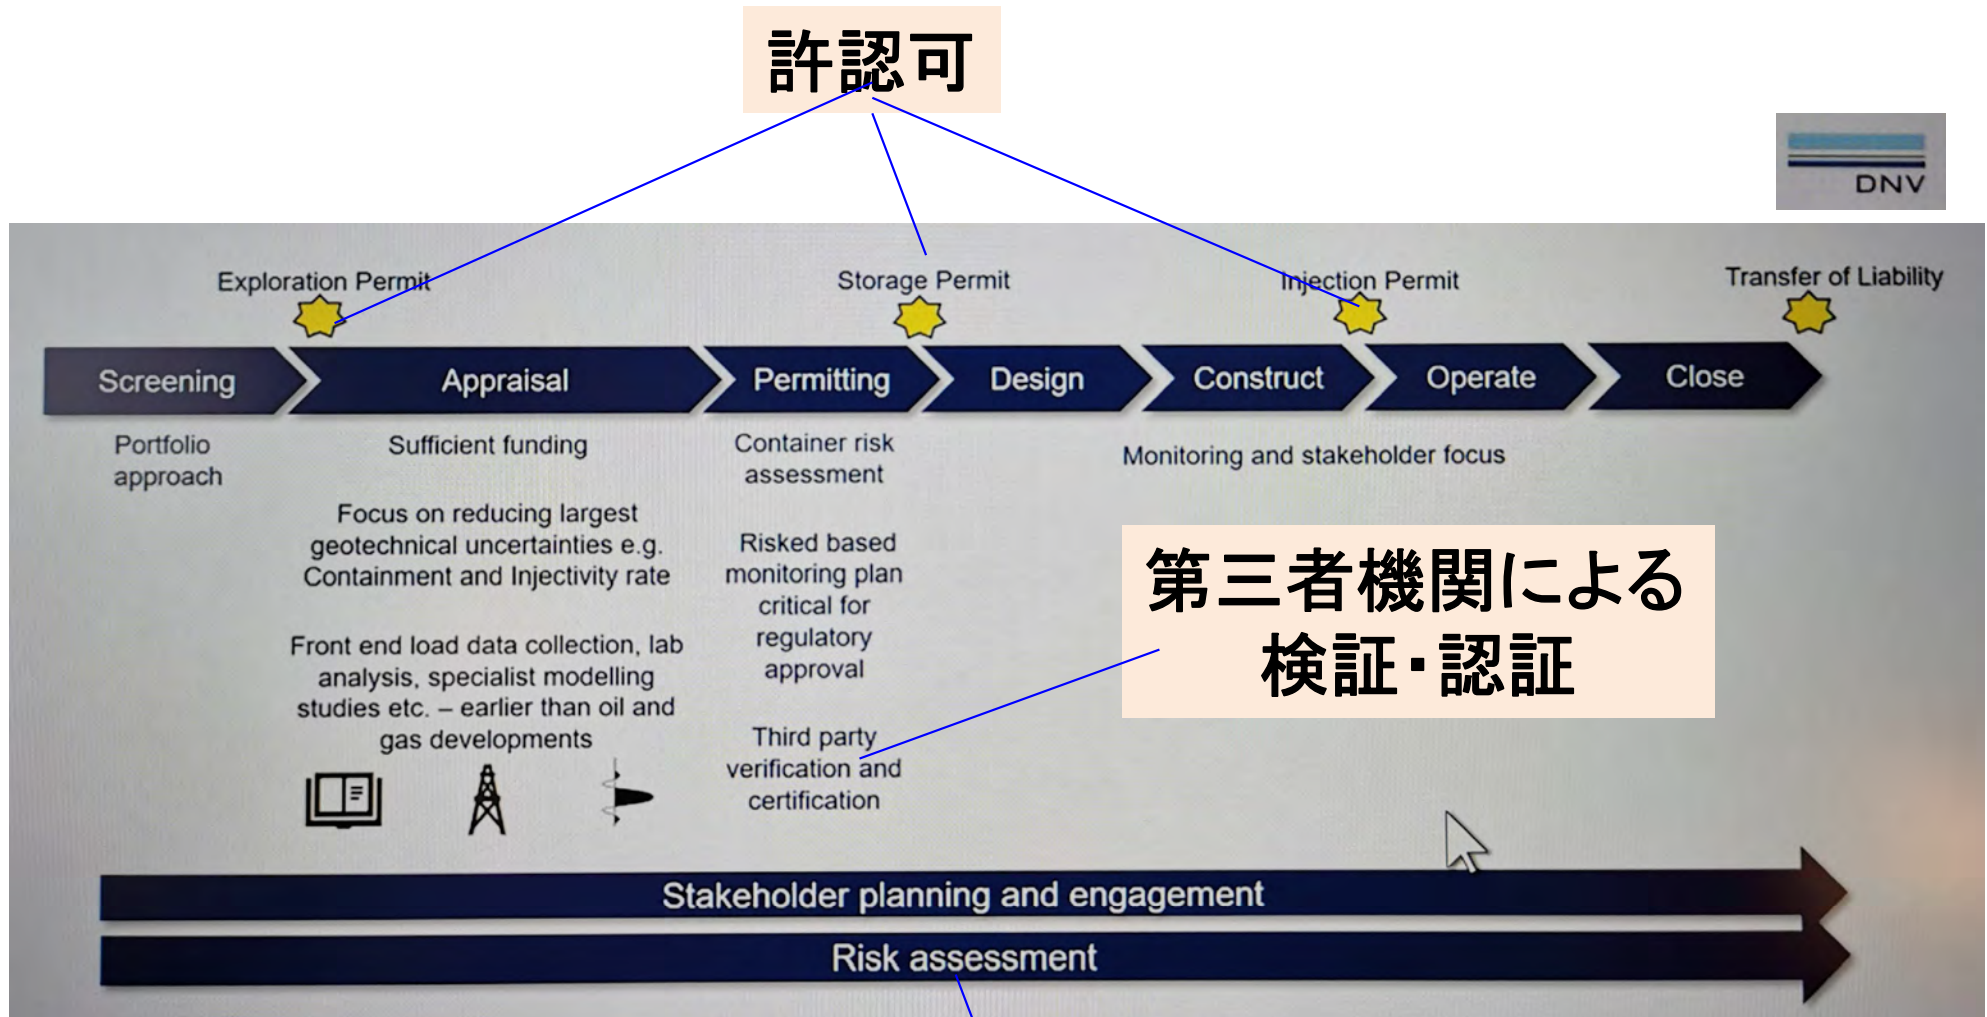 許認可
DNV
Exploration Permit
Storage Permit
Injection Permit
Transfer of Liability
Screening
Appraisal
Permitting
Design
Construct
Operate
Close
Portfolio
approach
Sufficient funding
Focus on reducing largest
geotechnical uncertainties e.g.
Containment and Injectivity rate
Front end load data collection, lab
analysis, specialist modelling
studies etc. – earlier than oil and
gas developments
Container risk
assessment
Risked based
monitoring plan
critical for
regulatory
approval
Third party
verification and
certification
Monitoring and stakeholder focus
第三者機関による
検証・認証
Stakeholder planning and engagement
Risk assessment